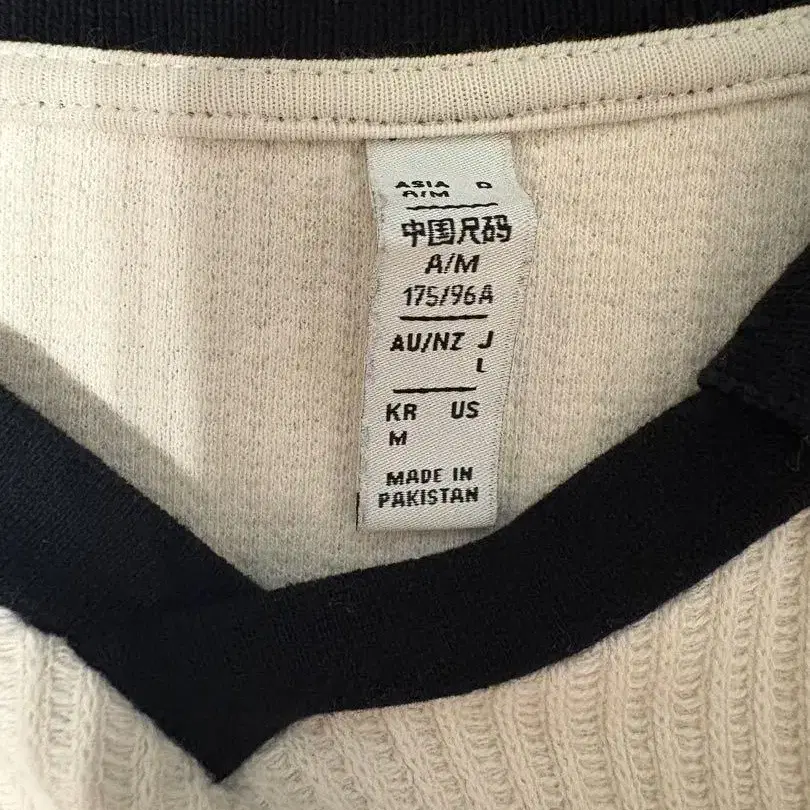 ASIA D
A/M
中国尺码
A/M
175/96A
AU/NZ J
L
KR US
M
MADE IN
PAKISTAN